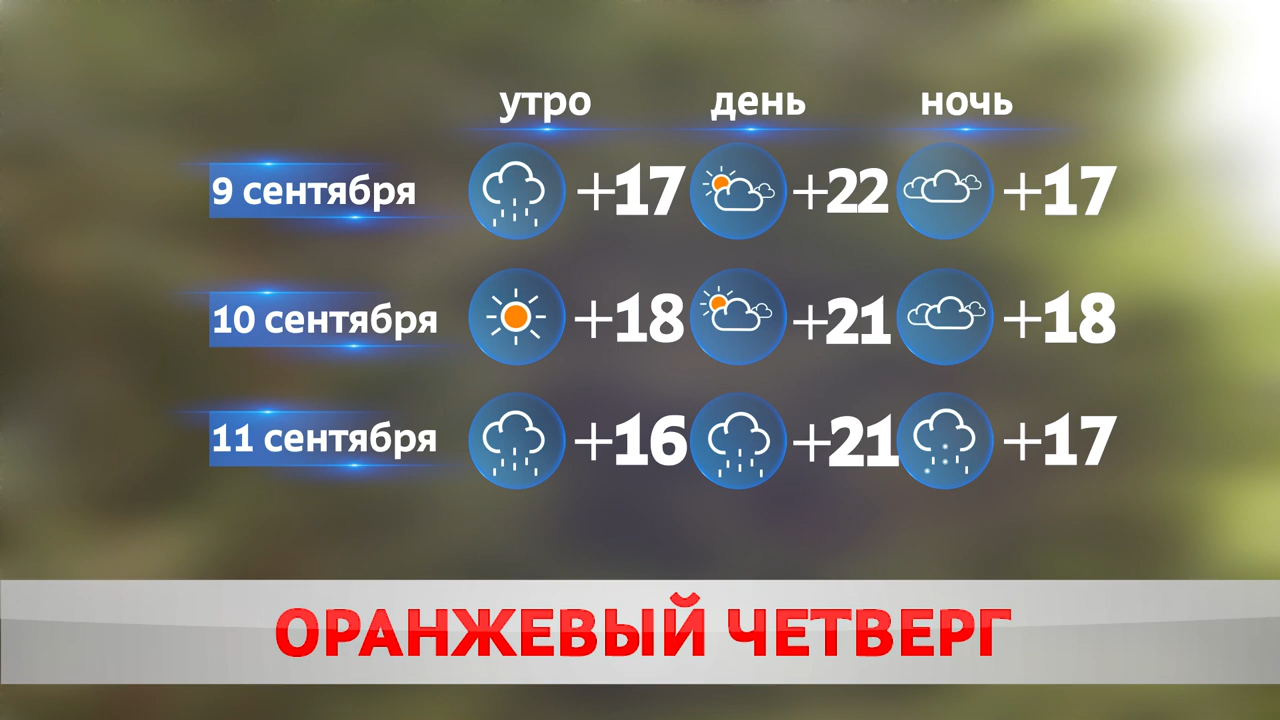 утро день ночь
9 сентября +17 +22 +17
10 сентября +18 +21 +18
11 сентября +16 +21 +17
ОРАНЖЕВЫЙ ЧЕТВЕРГ